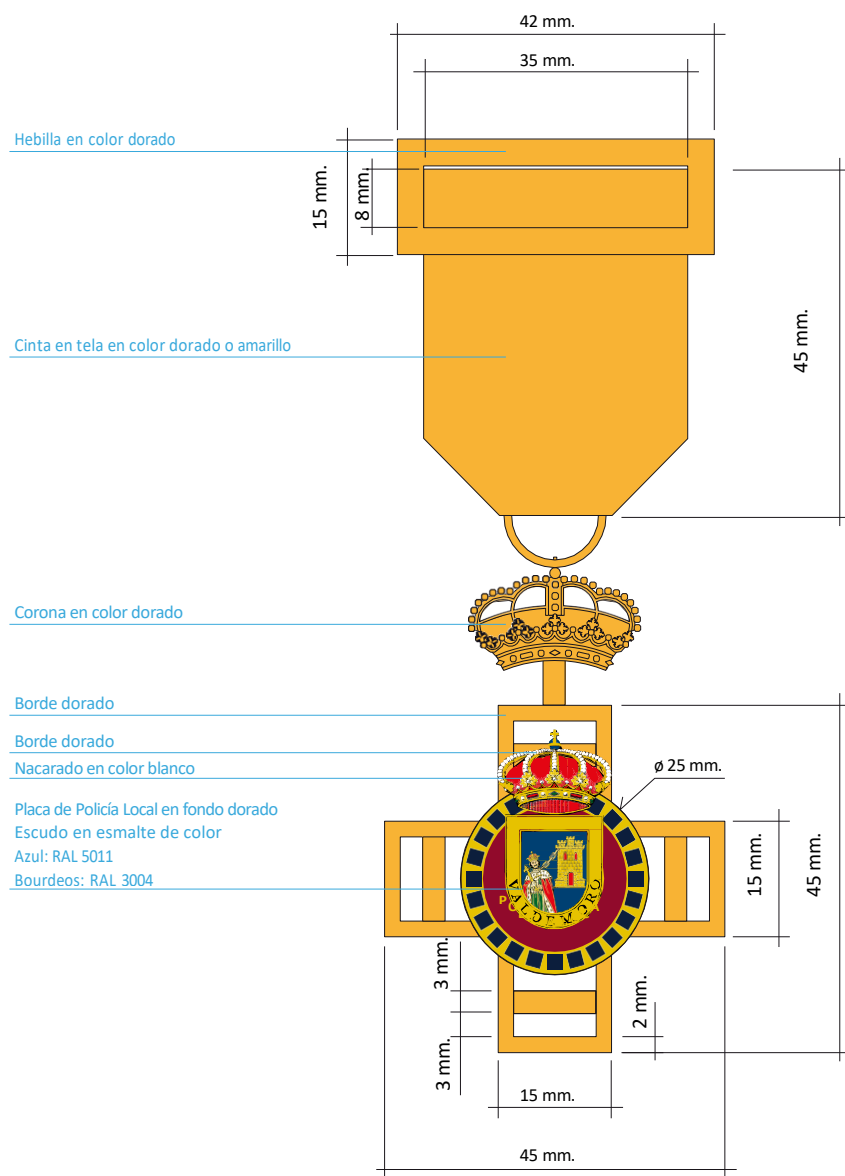 42 mm.
35 mm.
Hebilla en color dorado
15 mm.
8 mm.
45 mm.
Cinta en tela en color dorado o amarillo
Corona en color dorado
Borde dorado
Borde dorado
Nacarado en color blanco
ø 25 mm.
Placa de Policía Local en fondo dorado
Escudo en esmalte de color
Azul: RAL 5011
Bourdeos: RAL 3004
VALDEMORO
15 mm.
45 mm.
3 mm.
2 mm.
3 mm.
15 mm.
45 mm.